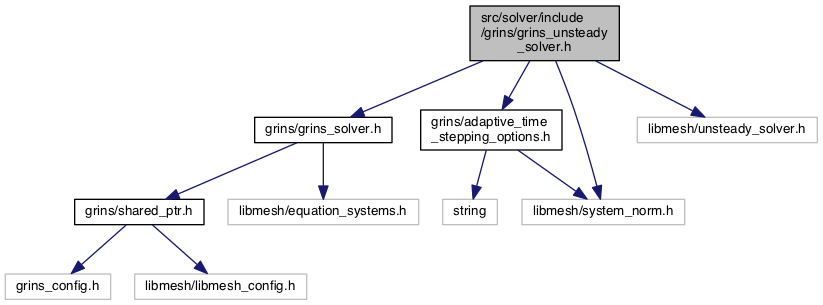 src/solver/include
/grins/grins_unsteady
_solver.h
grins/grins_solver.h
grins/adaptive_time
_stepping_options.h
libmesh/unsteady_solver.h
grins/shared_ptr.h
libmesh/equation_systems.h
string
libmesh/system_norm.h
grins_config.h
libmesh/libmesh_config.h